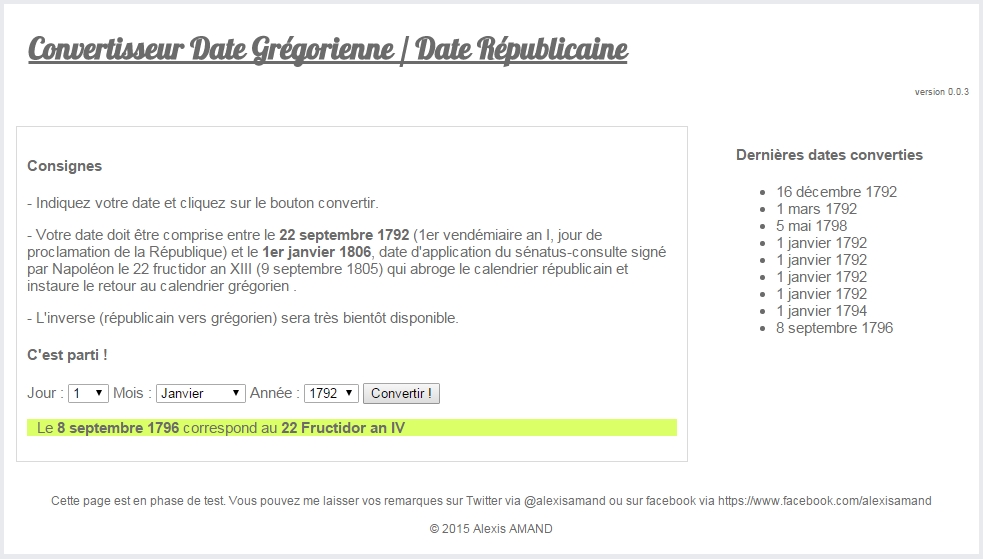 Convertisseur Date Grégorienne / Date Républicaine
version 0.0.3
Consignes
- Indiquez votre date et cliquez sur le bouton convertir.
- Votre date doit être comprise entre le 22 septembre 1792 (1er vendémiaire an I, jour de
proclamation de la République) et le 1er janvier 1806, date d'application du sénatus-consulte signé
par Napoléon le 22 fructidor an XIII (9 septembre 1805) qui abroge le calendrier républicain et
instaure le retour au calendrier grégorien .
- L'inverse (républicain vers grégorien) sera très bientôt disponible.
C'est parti !
Jour : 1 Mois : Janvier Année : 1792 Convertir !
Le 8 septembre 1796 correspond au 22 Fructidor an IV
Dernières dates converties
16 décembre 1792
1 mars 1792
5 mai 1798
1 janvier 1792
1 janvier 1792
1 janvier 1792
1 janvier 1792
1 janvier 1794
8 septembre 1796
Cette page est en phase de test. Vous pouvez me laisser vos remarques sur Twitter via @alexisamand ou sur facebook via https://www.facebook.com/alexisamand
© 2015 Alexis AMAND